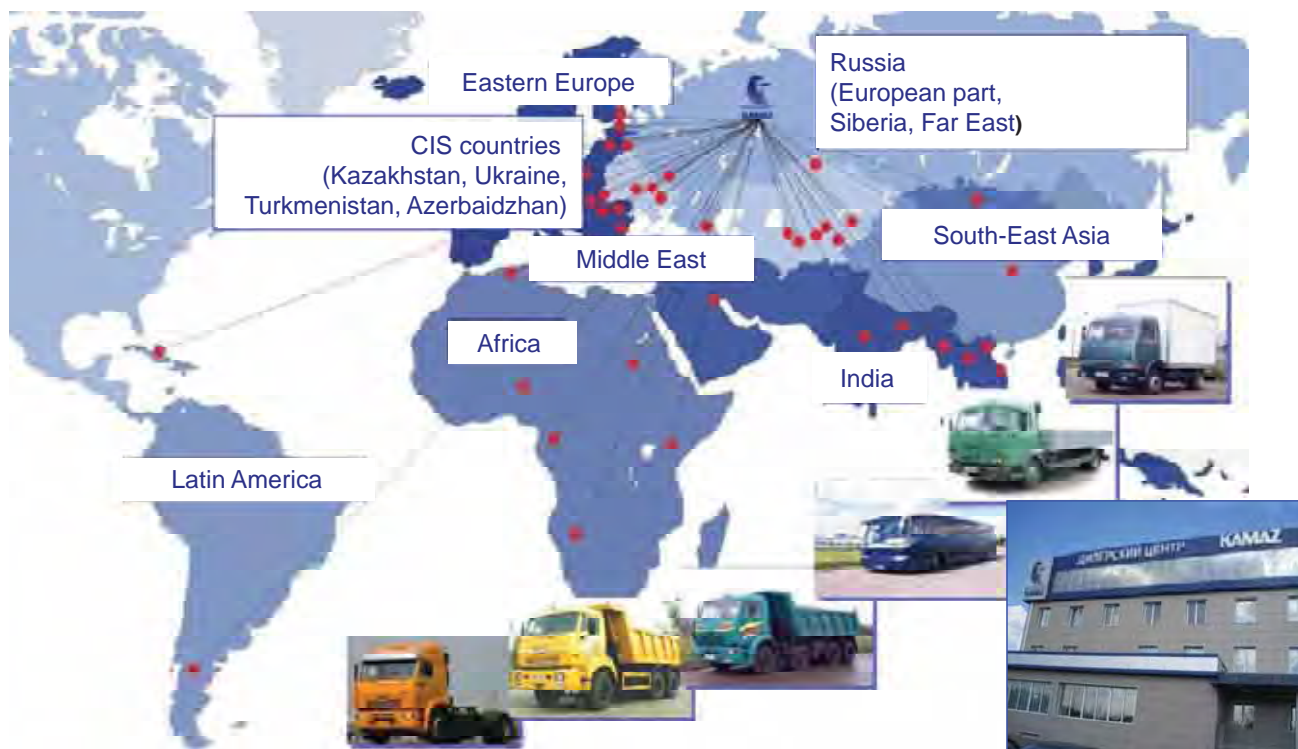 Eastern Europe
Russia
(European part,
Siberia, Far East)
KAMAZ
CIS countries
(Kazakhstan, Ukraine,
Turkmenistan, Azerbaidzhan)
South-East Asia
Middle East
Africa
India
Latin America
ДИЛЕРСКИЙ ЦЕНТР KAMAZ